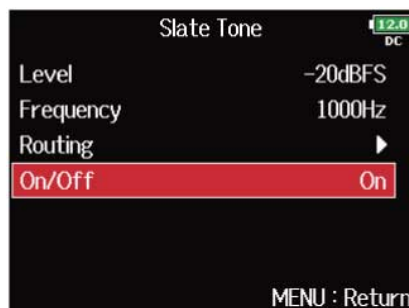 Slate Tone
12.0
DC
Level -20dBFS
Frequency 1000Hz
Routing
On/Off On
MENU : Return